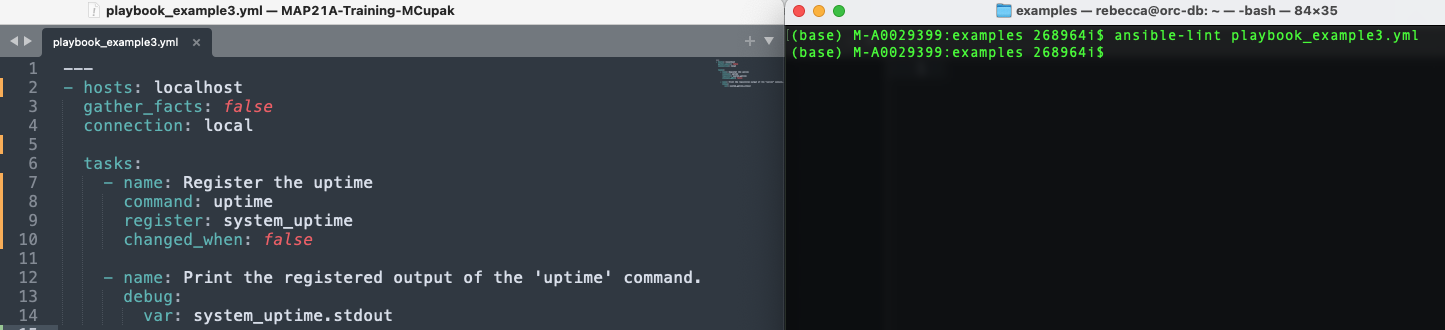 playbook_example3.yml — MAP21A-Training-MCupak
playbook_example3.yml ×
1 ---
2 - hosts: localhost
3 gather_facts: false
4 connection: local
5
6 tasks:
7 - name: Register the uptime
8 command: uptime
9 register: system_uptime
10 changed_when: false
11
12 - name: Print the registered output of the 'uptime' command.
13 debug:
14 var: system_uptime.stdout
examples — rebecca@orc-db: ~ — -bash — 84×35
(base) M-A0029399:examples 268964i$ ansible-lint playbook_example3.yml
(base) M-A0029399:examples 268964i$